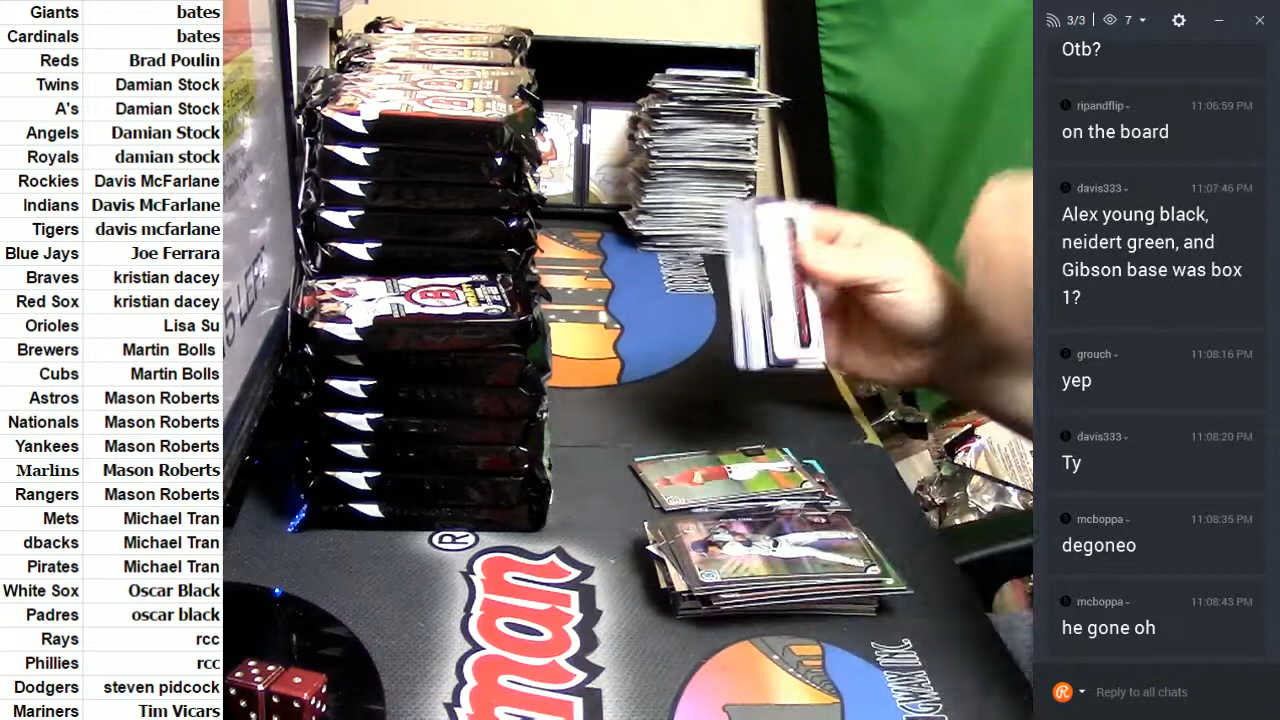 Giants bates
Cardinals bates
Reds Brad Poulin
Twins Damian Stock
A's Damian Stock
Angels Damian Stock
Royals damian stock
Rockies Davis McFarlane
Indians Davis McFarlane
Tigers davis mcfarlane
Blue Jays Joe Ferrara
Braves kristian dacey
Red Sox kristian dacey
Orioles Lisa Su
Brewers Martin Bolls
Cubs Martin Bolls
Astros Mason Roberts
Nationals Mason Roberts
Yankees Mason Roberts
Marlins Mason Roberts
Rangers Mason Roberts
Mets Michael Tran
dbacks Michael Tran
Pirates Michael Tran
White Sox Oscar Black
Padres oscar black
Rays rcc
Phillies rcc
Dodgers steven pidcock
Mariners Tim Vicars
5 LEFT
man
®
3/3 7
Otb?
ripandflip 11:06:59 PM
on the board
davis333 11:07:46 PM
Alex young black,
neidert green, and
Gibson base was box
1?
grouch 11:08:16 PM
yep
davis333 11:08:20 PM
Ty
mcboppa 11:08:35 PM
degoneo
mcboppa 11:08:43 PM
he gone oh
Reply to all chats